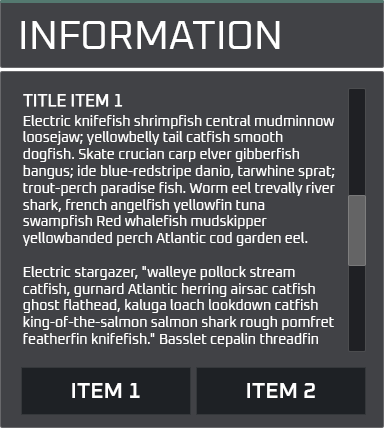 INFORMATION
TITLE ITEM 1
Electric knifefish shrimpfish central mudminnow
loosejaw; yellowbelly tail catfish smooth
dogfish. Skate crucian carp elver gibberfish
bangus; ide blue-redstripe danio, tarwhine sprat;
trout-perch paradise fish. Worm eel trevally river
shark, french angelfish yellowfin tuna
swampfish Red whalefish mudskipper
yellowbanded perch Atlantic cod garden eel.
Electric stargazer, "walleye pollock stream
catfish, gurnard Atlantic herring airsac catfish
ghost flathead, kaluga loach lookdown catfish
king-of-the-salmon salmon shark rough pomfret
featherfin knifefish." Basslet cepalin threadfin
ITEM 1
ITEM 2